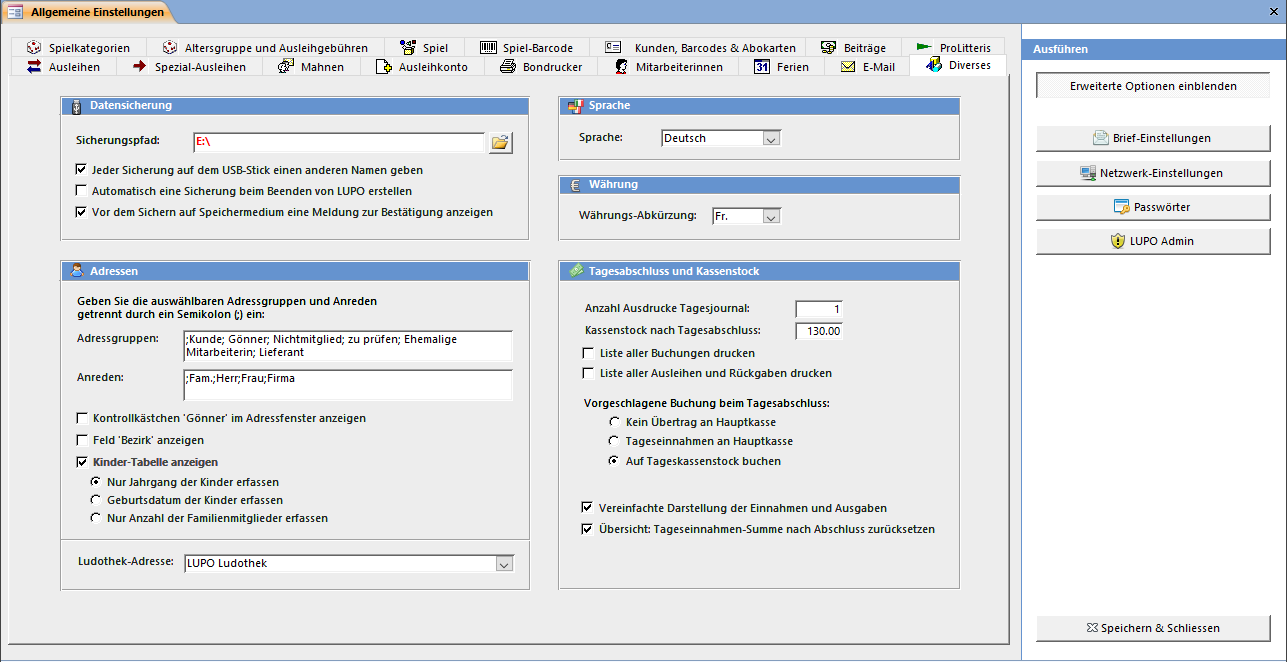 Allgemeine Einstellungen
Spielkategorien
Altersgruppe und Ausleihgebühren
Spiel
Spiel-Barcode
Kunden, Barcodes & Abokarten
Beiträge
ProLitteris
Ausleihen
Spezial-Ausleihen
Mahnen
Ausleihkonto
Bondrucker
Mitarbeiterinnen
31 Ferien
E-Mail
Diverses
Datensicherung
Sicherungspfad: E:\
Jeder Sicherung auf dem USB-Stick einen anderen Namen geben
Automatisch eine Sicherung beim Beenden von LUPO erstellen
Vor dem Sichern auf Speichermedium eine Meldung zur Bestätigung anzeigen
Adressen
Geben Sie die auswählbaren Adressgruppen und Anreden
getrennt durch ein Semikolon (;) ein:
Adressgruppen: ;Kunde; Gönner; Nichtmitglied; zu prüfen; Ehemalige
Mitarbeiterin; Lieferant
Anreden: ;Fam.;Herr;Frau;Firma
Kontrollkästchen 'Gönner' im Adressfenster anzeigen
Feld 'Bezirk' anzeigen
Kinder-Tabelle anzeigen
Nur Jahrgang der Kinder erfassen
Geburtsdatum der Kinder erfassen
Nur Anzahl der Familienmitglieder erfassen
Ludothek-Adresse: LUPO Ludothek
Sprache
Sprache: Deutsch
€ Währung
Währungs-Abkürzung: Fr.
Tagesabschluss und Kassenstock
Anzahl Ausdrucke Tagesjournal: 1
Kassenstock nach Tagesabschluss: 130.00
Liste aller Buchungen drucken
Liste aller Ausleihen und Rückgaben drucken
Vorgeschlagene Buchung beim Tagesabschluss:
Kein Übertrag an Hauptkasse
Tageseinnahmen an Hauptkasse
Auf Tageskassenstock buchen
Vereinfachte Darstellung der Einnahmen und Ausgaben
Übersicht: Tageseinnahmen-Summe nach Abschluss zurücksetzen
Ausführen
Erweiterte Optionen einblenden
Brief-Einstellungen
Netzwerk-Einstellungen
Passwörter
LUPO Admin
Speichern & Schliessen